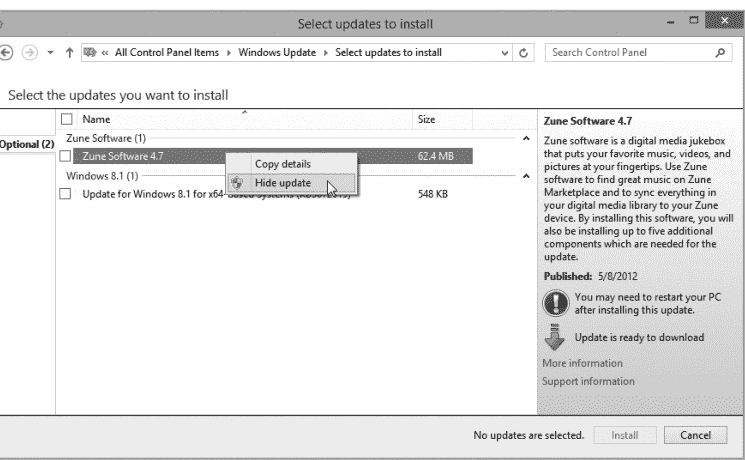 Select updates to install
« All Control Panel Items › Windows Update › Select updates to install
Search Control Panel
Select the updates you want to install
Name Size
Optional (2)
Zune Software (1)
Zune Software 4.7 62.4 MB
Copy details
Hide update
Windows 8.1 (1)
Update for Windows 8.1 for x64-based Systems 548 KB
Zune Software 4.7
Zune software is a digital media jukebox
that puts your favorite music, videos, and
pictures at your fingertips. Use Zune
software to find great music on Zune
Marketplace and to sync everything in
your digital media library to your Zune
device. By installing this software, you will
also be installing up to five additional
components which are needed for the
update.
Published: 5/8/2012
You may need to restart your PC
after installing this update.
Update is ready to download
More information
Support information
No updates are selected. Install Cancel